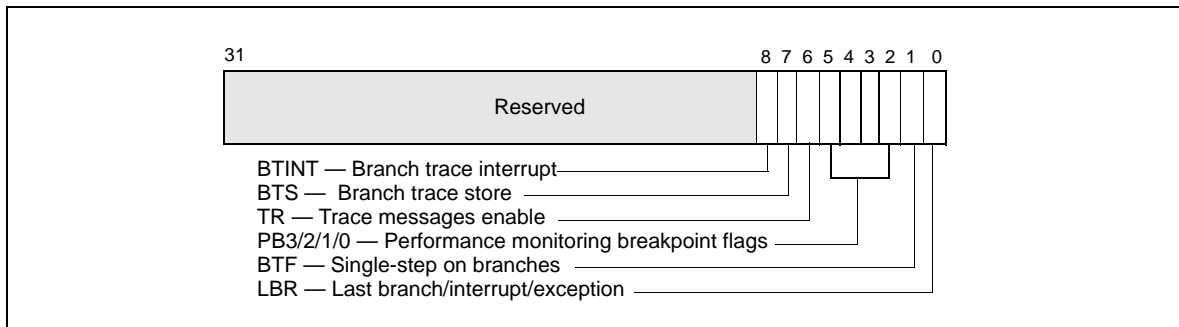 31 8 7 6 5 4 3 2 1 0
Reserved
BTINT — Branch trace interrupt
BTS — Branch trace store
TR — Trace messages enable
PB3/2/1/0 — Performance monitoring breakpoint flags
BTF — Single-step on branches
LBR — Last branch/interrupt/exception